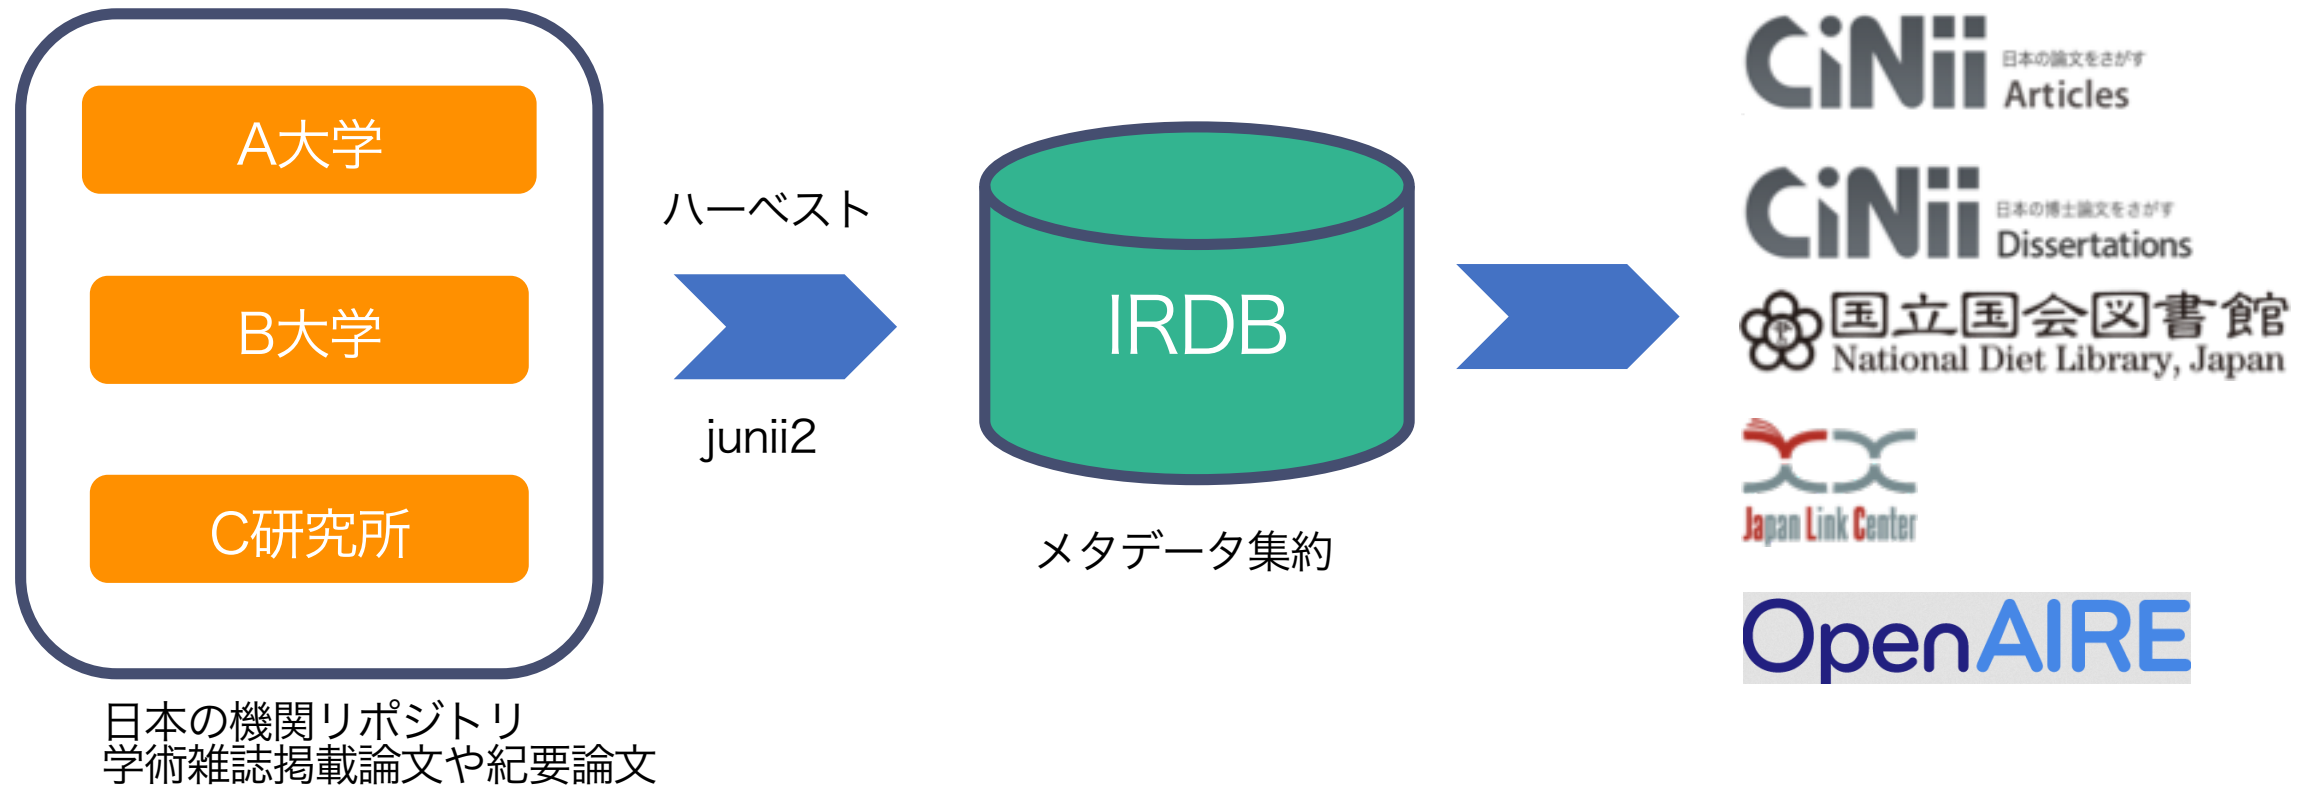 A大学
B大学
C研究所
日本の機関リポジトリ
学術雑誌掲載論文や紀要論文
ハーベスト
junii2
IRDB
メタデータ集約
CiNii 日本の論文をさがす
Articles
CiNii 日本の博士論文をさがす
Dissertations
国立国会図書館
National Diet Library, Japan
Japan Link Center
OpenAIRE